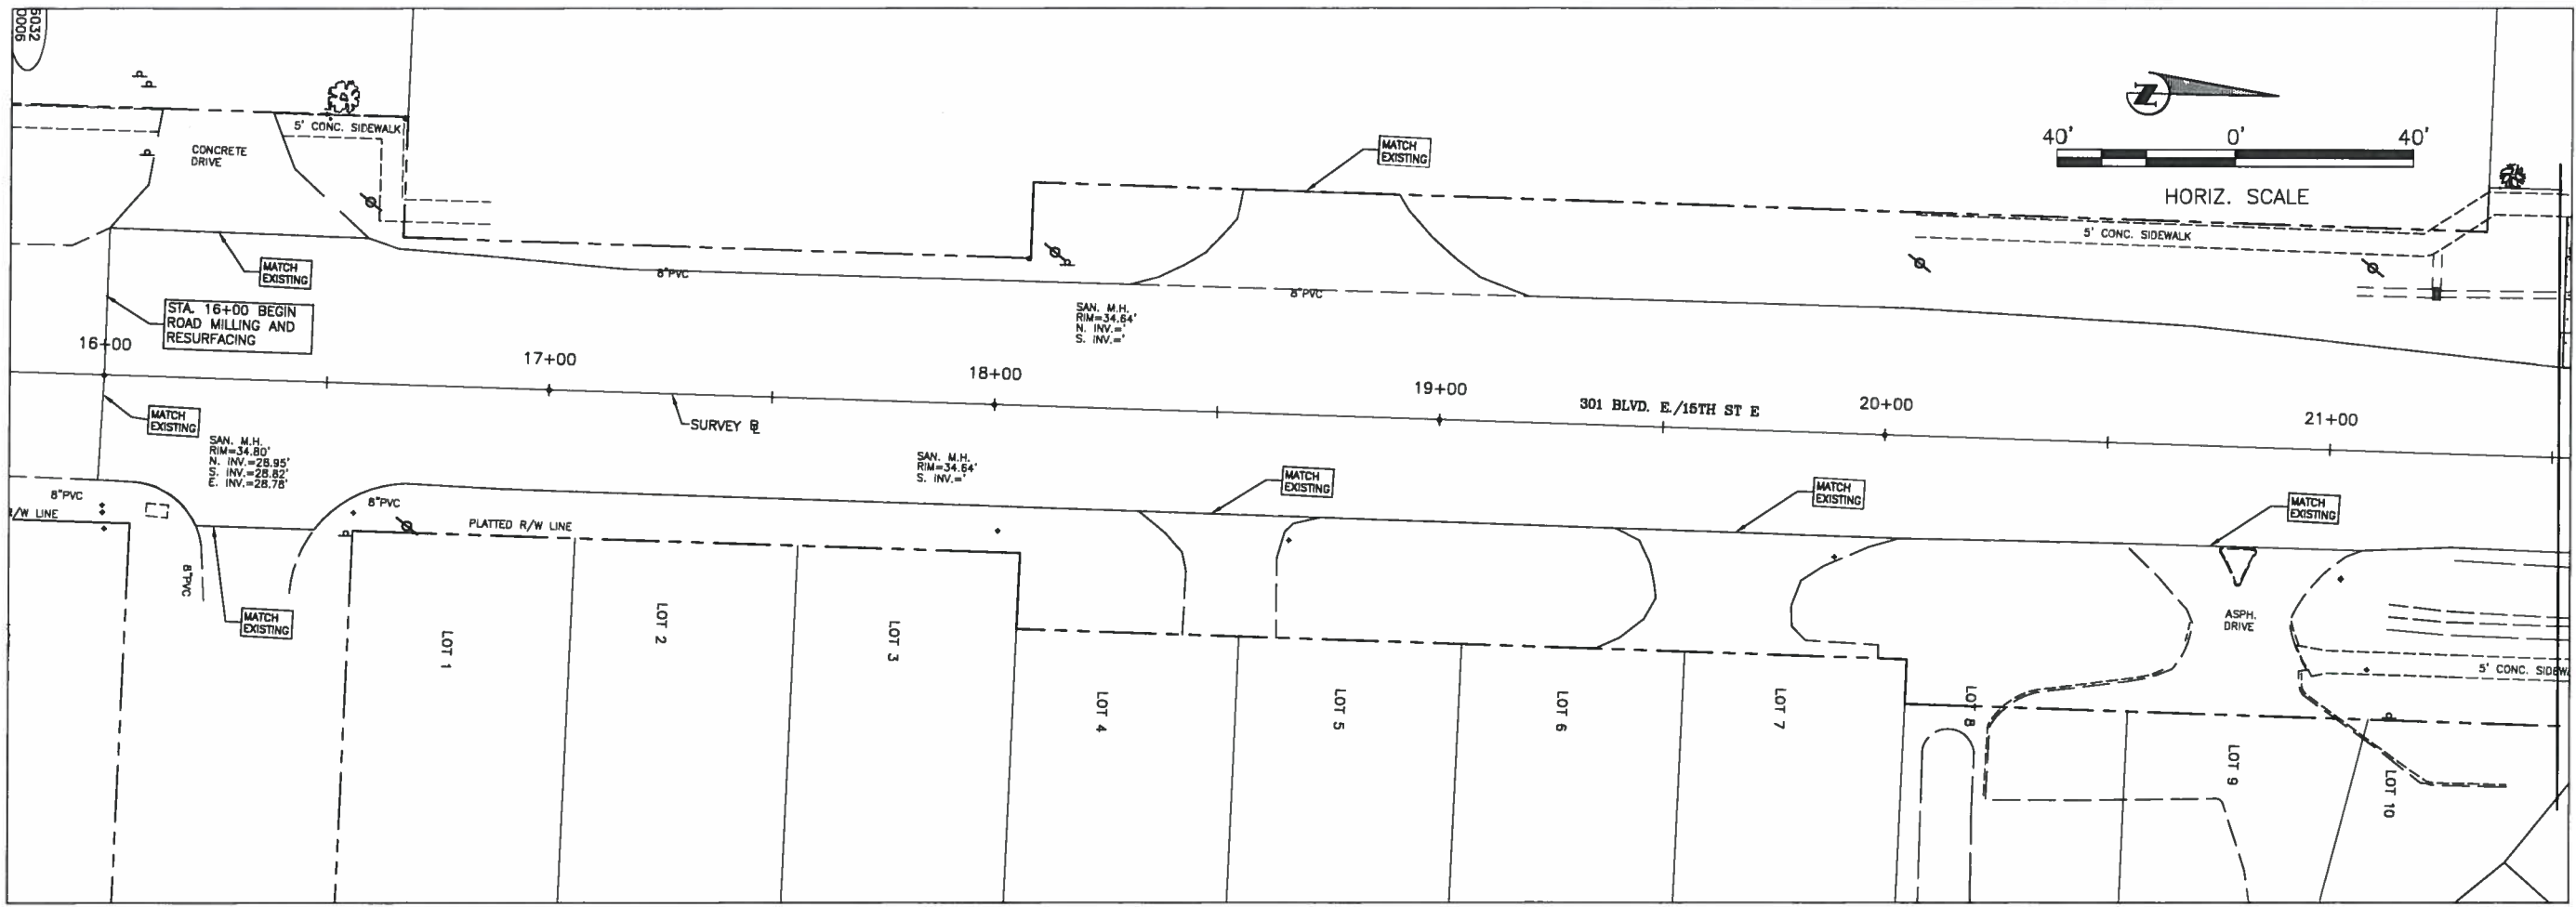 6032
0006
5' CONC. SIDEWALK
CONCRETE
DRIVE
MATCH
EXISTING
40' 0' 40'
HORIZ. SCALE
N
5' CONC. SIDEWALK
MATCH
EXISTING
8"PVC
8"PVC
STA. 16+00 BEGIN
ROAD MILLING AND
RESURFACING
SAN. M.H.
RIM=34.64'
N. INV.='
S. INV.='
16+00
17+00
18+00
19+00
301 BLVD. E./15TH ST E
20+00
21+00
MATCH
EXISTING
SURVEY BL
SAN. M.H.
RIM=34.80'
N. INV.=28.95'
S. INV.=28.82'
E. INV.=28.78'
SAN. M.H.
RIM=34.64'
S. INV.='
MATCH
EXISTING
MATCH
EXISTING
MATCH
EXISTING
8"PVC
R/W LINE
8"PVC
PLATTED R/W LINE
8"PVC
MATCH
EXISTING
ASPH.
DRIVE
5' CONC. SIDEW
LOT 1
LOT 2
LOT 3
LOT 4
LOT 5
LOT 6
LOT 7
LOT 8
LOT 9
LOT 10